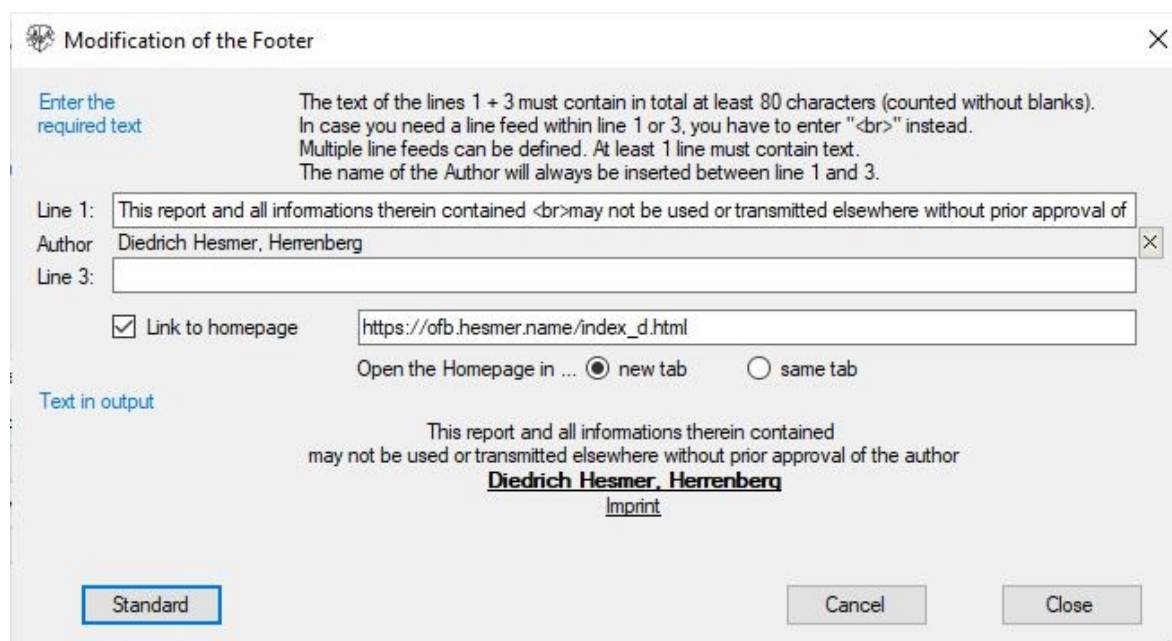 Modification of the Footer
Enter the
required text
The text of the lines 1 + 3 must contain in total at least 80 characters (counted without blanks).
In case you need a line feed within line 1 or 3, you have to enter "<br>" instead.
Multiple line feeds can be defined. At least 1 line must contain text.
The name of the Author will always be inserted between line 1 and 3.
Line 1: This report and all informations therein contained <br>may not be used or transmitted elsewhere without prior approval of
Author Diedrich Hesmer, Herrenberg
Line 3:
Link to homepage https://ofb.hesmer.name/index_d.html
Open the Homepage in ... new tab same tab
Text in output
This report and all informations therein contained
may not be used or transmitted elsewhere without prior approval of the author
Diedrich Hesmer, Herrenberg
Imprint
Standard Cancel Close